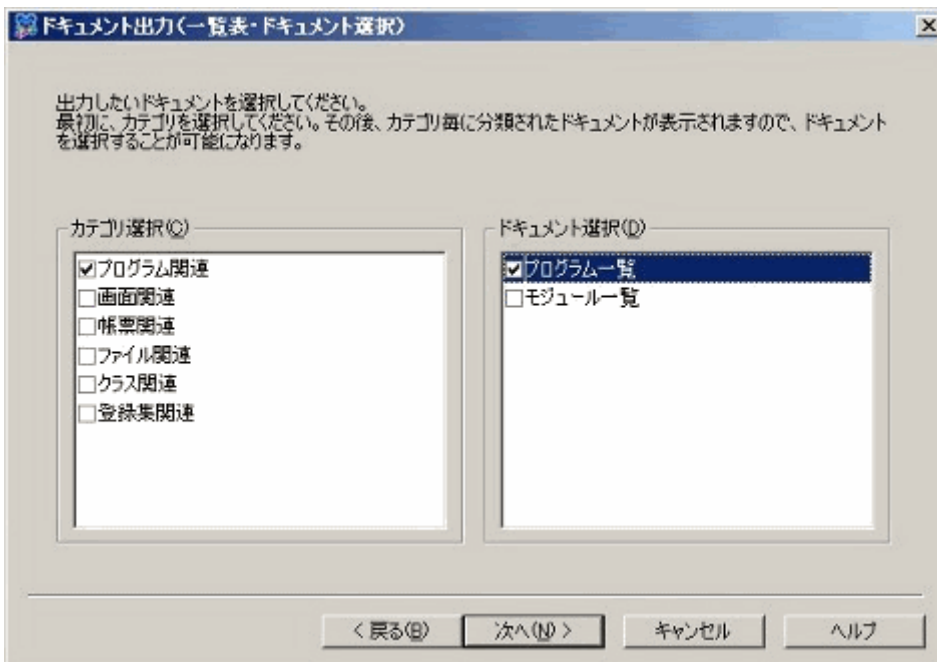 ドキュメント出力(一覧表・ドキュメント選択)
出力したいドキュメントを選択してください。
最初に、カテゴリを選択してください。その後、カテゴリ毎に分類されたドキュメントが表示されますので、ドキュメント
を選択することが可能になります。
カテゴリ選択(C)
プログラム関連
画面関連
帳票関連
ファイル関連
クラス関連
登録集関連
ドキュメント選択(D)
プログラム一覧
モジュール一覧
< 戻る(B)
次へ(N) >
キャンセル
ヘルプ